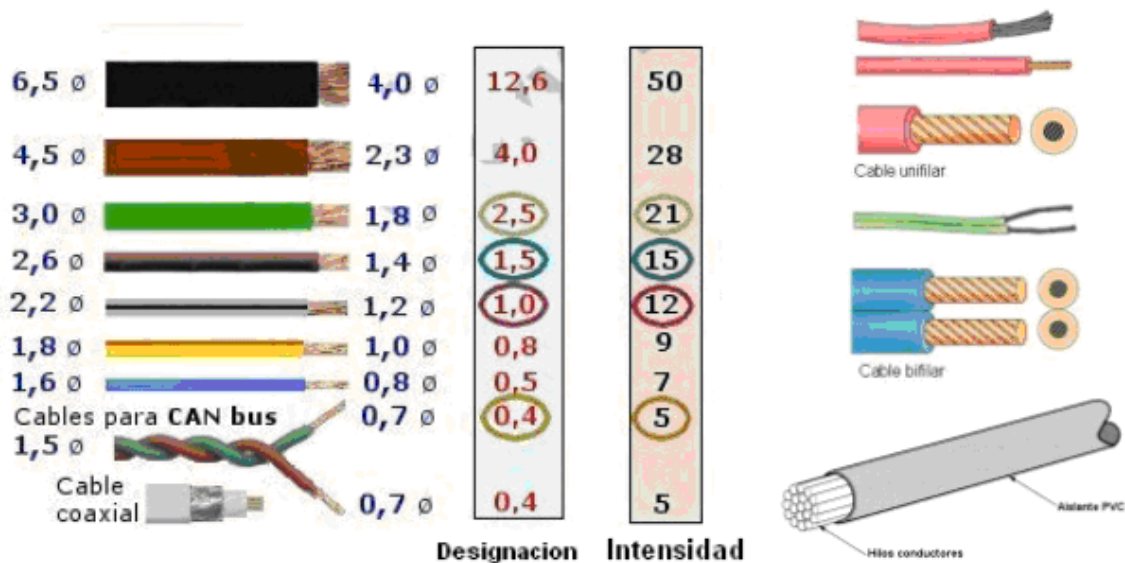 6,5 ø 4,0 ø 12,6 50
4,5 ø 2,3 ø 4,0 28
Cable unifilar
3,0 ø 1,8 ø 2,5 21
2,6 ø 1,4 ø 1,5 15
2,2 ø 1,2 ø 1,0 12
1,8 ø 1,0 ø 0,8 9
Cable bifilar
1,6 ø 0,8 ø 0,5 7
Cables para CAN bus 0,7 ø 0,4 5
1,5 ø
Cable
coaxial 0,7 ø 0,4 5
Aislante PVC
Designacion Intensidad
Hilos conductores